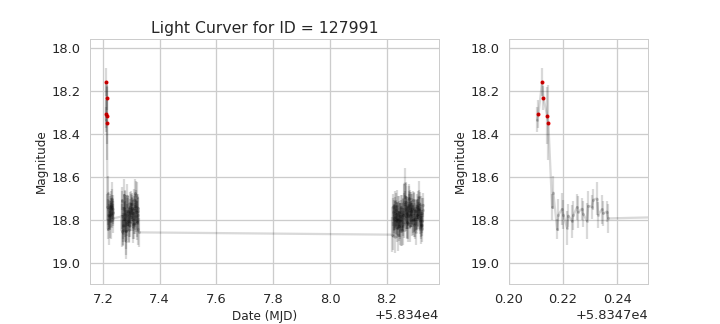 Light Curver for ID = 127991
Magnitude
18.0
18.2
18.4
18.6
18.8
19.0
7.2 7.4 7.6 7.8 8.0 8.2
Date (MJD)
+5.834e4
Magnitude
18.0
18.2
18.4
18.6
18.8
19.0
0.20 0.22 0.24
+5.8347e4